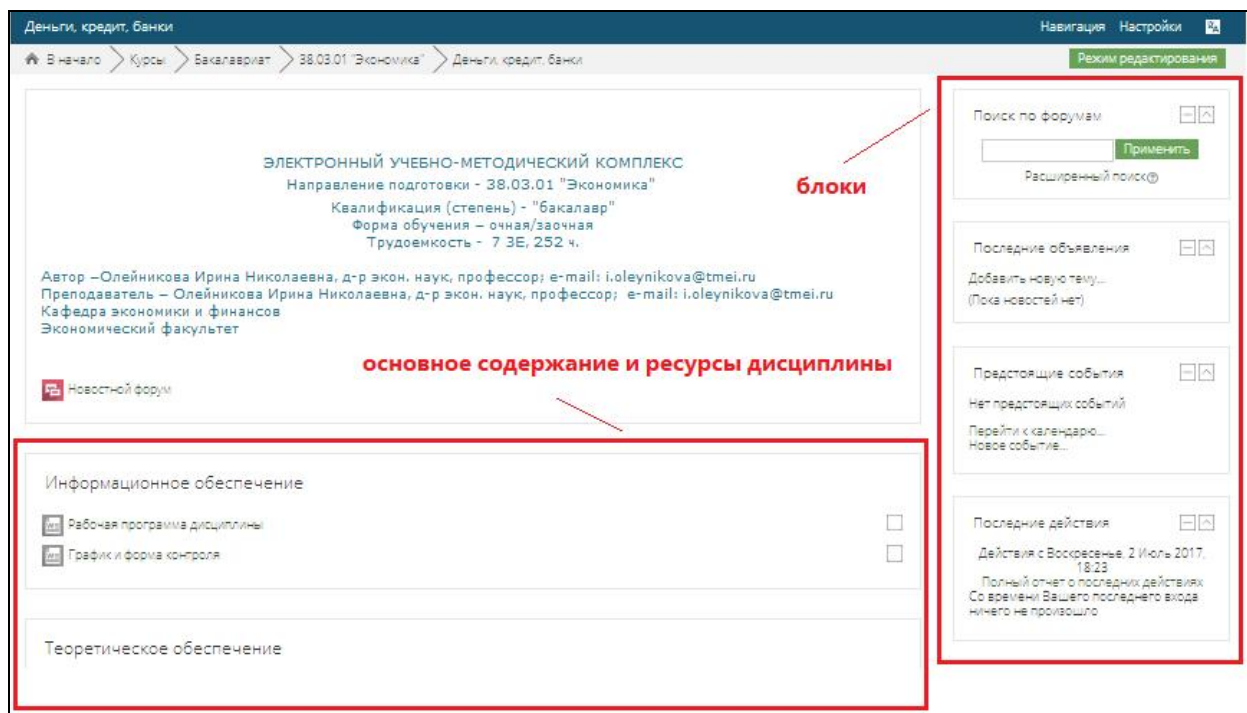 Деньги, кредит, банки
Навигация Настройки
В начало Курсы Бакалавриат 38.03.01 "Экономика" Деньги, кредит, банки
Режим редактирования
ЭЛЕКТРОННЫЙ УЧЕБНО-МЕТОДИЧЕСКИЙ КОМПЛЕКС
Направление подготовки - 38.03.01 "Экономика"
Квалификация (степень) - "бакалавр"
Форма обучения – очная/заочная
Трудоемкость - 7 ЗЕ, 252 ч.
Автор –Олейникова Ирина Николаевна, д-р экон. наук, профессор; e-mail: i.oleynikova@tmei.ru
Преподаватель – Олейникова Ирина Николаевна, д-р экон. наук, профессор; e-mail: i.oleynikova@tmei.ru
Кафедра экономики и финансов
Экономический факультет
Новостной форум
блоки
основное содержание и ресурсы дисциплины
Информационное обеспечение
Рабочая программа дисциплины
График и форма контроля
Теоретическое обеспечение
Поиск по форумам
Применить
Расширенный поиск
Последние объявления
Добавить новую тему...
(Пока новостей нет)
Предстоящие события
Нет предстоящих событий
Перейти к календарю...
Новое событие...
Последние действия
Действия с Воскресенье, 2 Июль 2017,
18:23
Полный отчет о последних действиях
Со времени Вашего последнего входа
ничего не произошло